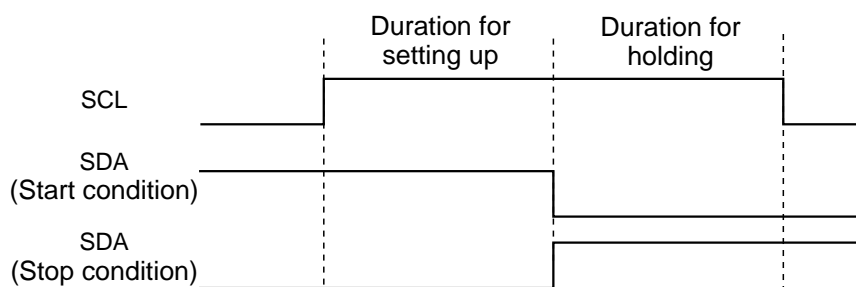 Duration for
setting up
Duration for
holding
SCL
SDA
(Start condition)
SDA
(Stop condition)